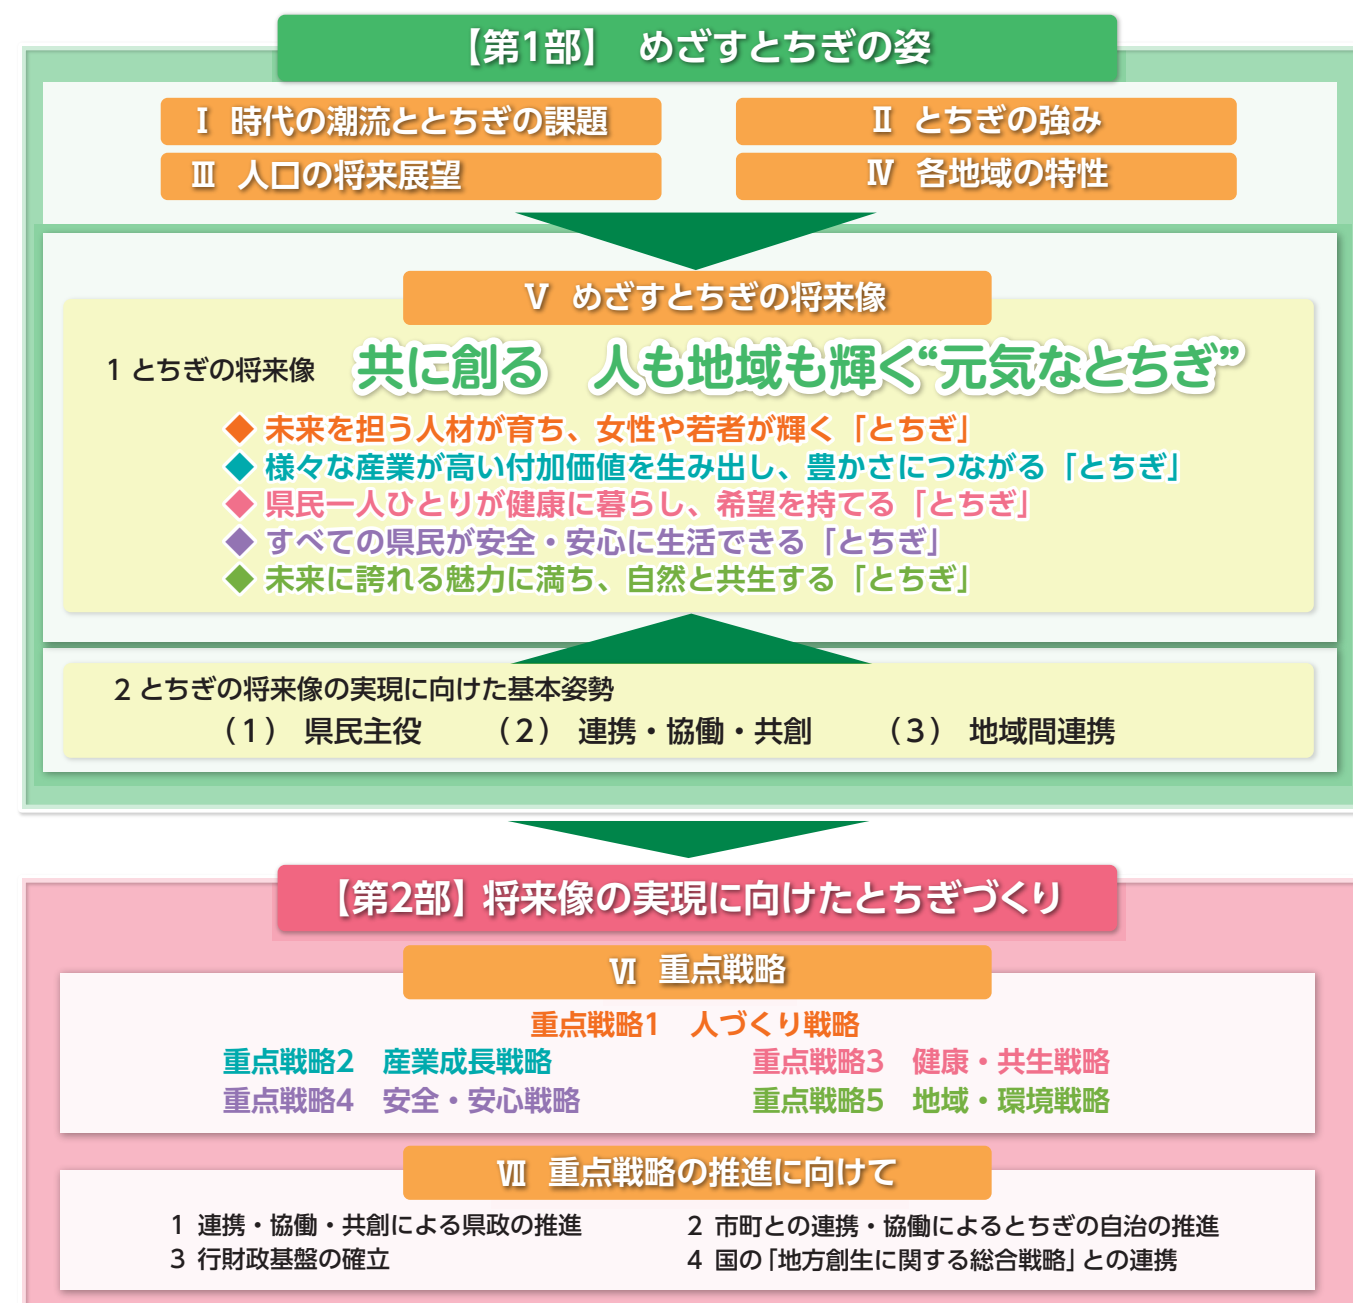 【第1部】 めざすとちぎの姿
Ⅰ 時代の潮流ととちぎの課題
Ⅱ とちぎの強み
Ⅲ 人口の将来展望
Ⅳ 各地域の特性
Ⅴ めざすとちぎの将来像
1 とちぎの将来像 共に創る 人も地域も輝く“元気なとちぎ”
◆ 未来を担う人材が育ち、女性や若者が輝く「とちぎ」
◆ 様々な産業が高い付加価値を生み出し、豊かさにつながる「とちぎ」
◆ 県民一人ひとりが健康に暮らし、希望を持てる「とちぎ」
◆ すべての県民が安全・安心に生活できる「とちぎ」
◆ 未来に誇れる魅力に満ち、自然と共生する「とちぎ」
2 とちぎの将来像の実現に向けた基本姿勢
（1） 県民主役 （2） 連携・協働・共創 （3） 地域間連携
【第2部】将来像の実現に向けたとちぎづくり
Ⅵ 重点戦略
重点戦略1 人づくり戦略
重点戦略2 産業成長戦略
重点戦略3 健康・共生戦略
重点戦略4 安全・安心戦略
重点戦略5 地域・環境戦略
Ⅶ 重点戦略の推進に向けて
1 連携・協働・共創による県政の推進
2 市町との連携・協働によるとちぎの自治の推進
3 行財政基盤の確立
4 国の「地方創生に関する総合戦略」との連携